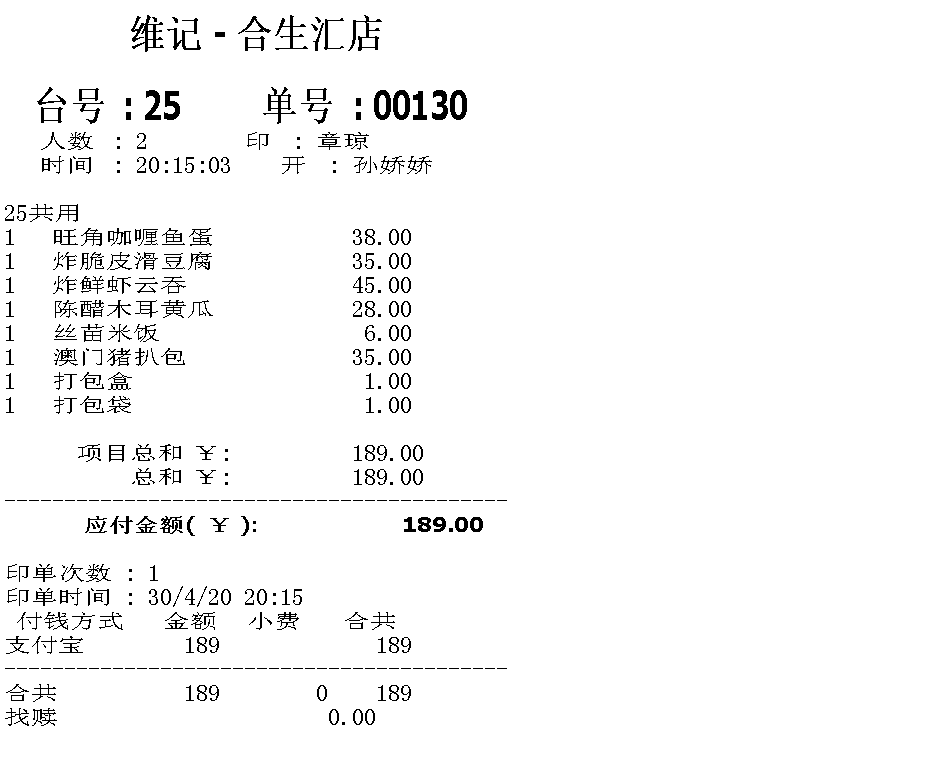 维记 - 合生汇店
台号 : 25 单号 : 00130
人数 : 2 印 : 章琼
时间 : 20:15:03 开 : 孙娇娇
25共用
1 旺角咖喱鱼蛋 38.00
1 炸脆皮滑豆腐 35.00
1 炸鲜虾云吞 45.00
1 陈醋木耳黄瓜 28.00
1 丝苗米饭 6.00
1 澳门猪扒包 35.00
1 打包盒 1.00
1 打包袋 1.00
项目总和 ¥: 189.00
总和 ¥: 189.00
------------------------------------------
应付金额( ¥ ): 189.00
印单次数 : 1
印单时间 : 30/4/20 20:15
付钱方式 金额 小费 合共
支付宝 189 189
------------------------------------------
合共 189 0 189
找赎 0.00